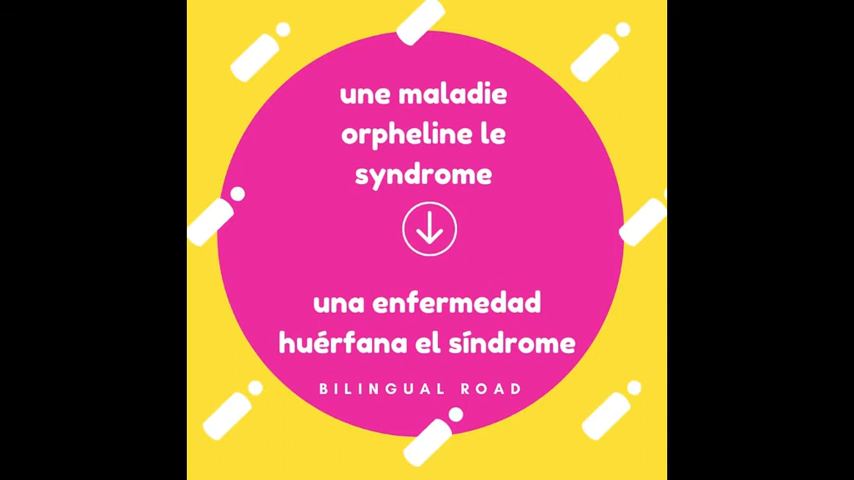 une maladie
orpheline le
syndrome
una enfermedad
huérfana el síndrome
BILINGUAL ROAD